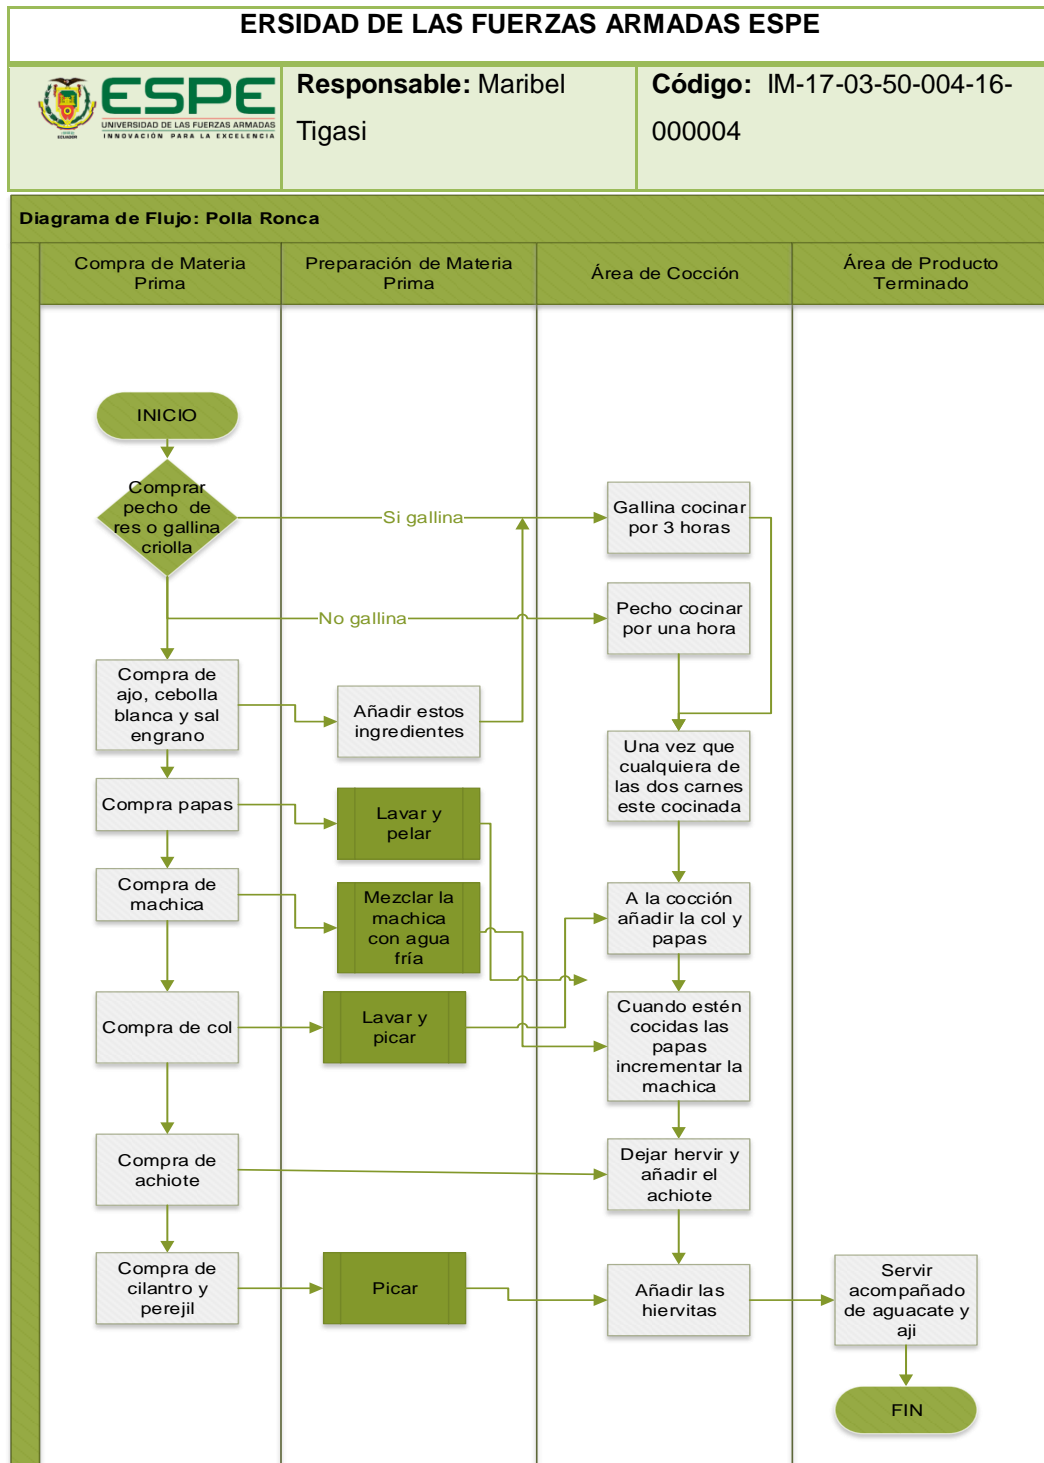 ERSIDAD DE LAS FUERZAS ARMADAS ESPE
ESPE
UNIVERSIDAD DE LAS FUERZAS ARMADAS
INNOVACIÓN PARA LA EXCELENCIA
ECUADOR
Responsable: Maribel
Tigasi
Código: IM-17-03-50-004-16-
000004
Diagrama de Flujo: Polla Ronca
Compra de Materia
Prima
Preparación de Materia
Prima
Área de Cocción
Área de Producto
Terminado
INICIO
Comprar
pecho de
res o gallina
criolla
Si gallina
Gallina cocinar
por 3 horas
No gallina
Pecho cocinar
por una hora
Compra de
ajo, cebolla
blanca y sal
engrano
Añadir estos
ingredientes
Una vez que
cualquiera de
las dos carnes
este cocinada
Compra papas
Lavar y
pelar
Compra de
machica
Mezclar la
machica
con agua
fría
A la cocción
añadir la col y
papas
Compra de col
Lavar y
picar
Cuando estén
cocidas las
papas
incrementar la
machica
Compra de
achiote
Dejar hervir y
añadir el
achiote
Compra de
cilantro y
perejil
Picar
Añadir las
hiervitas
Servir
acompañado
de aguacate y
aji
FIN